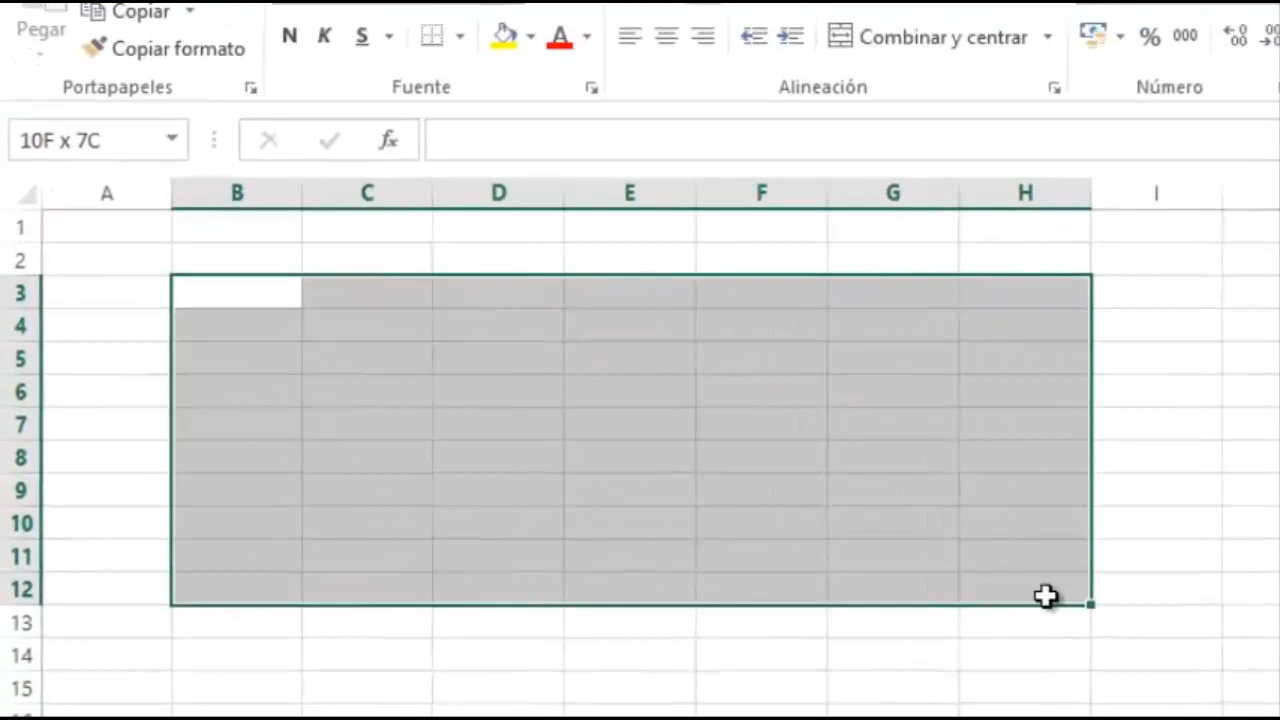 Copiar
Pegar
Copiar formato
N K S A
Combinar y centrar
% 000
Portapapeles
Fuente
Alineación
Número
10F x 7C
fx
A B C D E F G H I
1
2
3
4
5
6
7
8
9
10
11
12
13
14
15